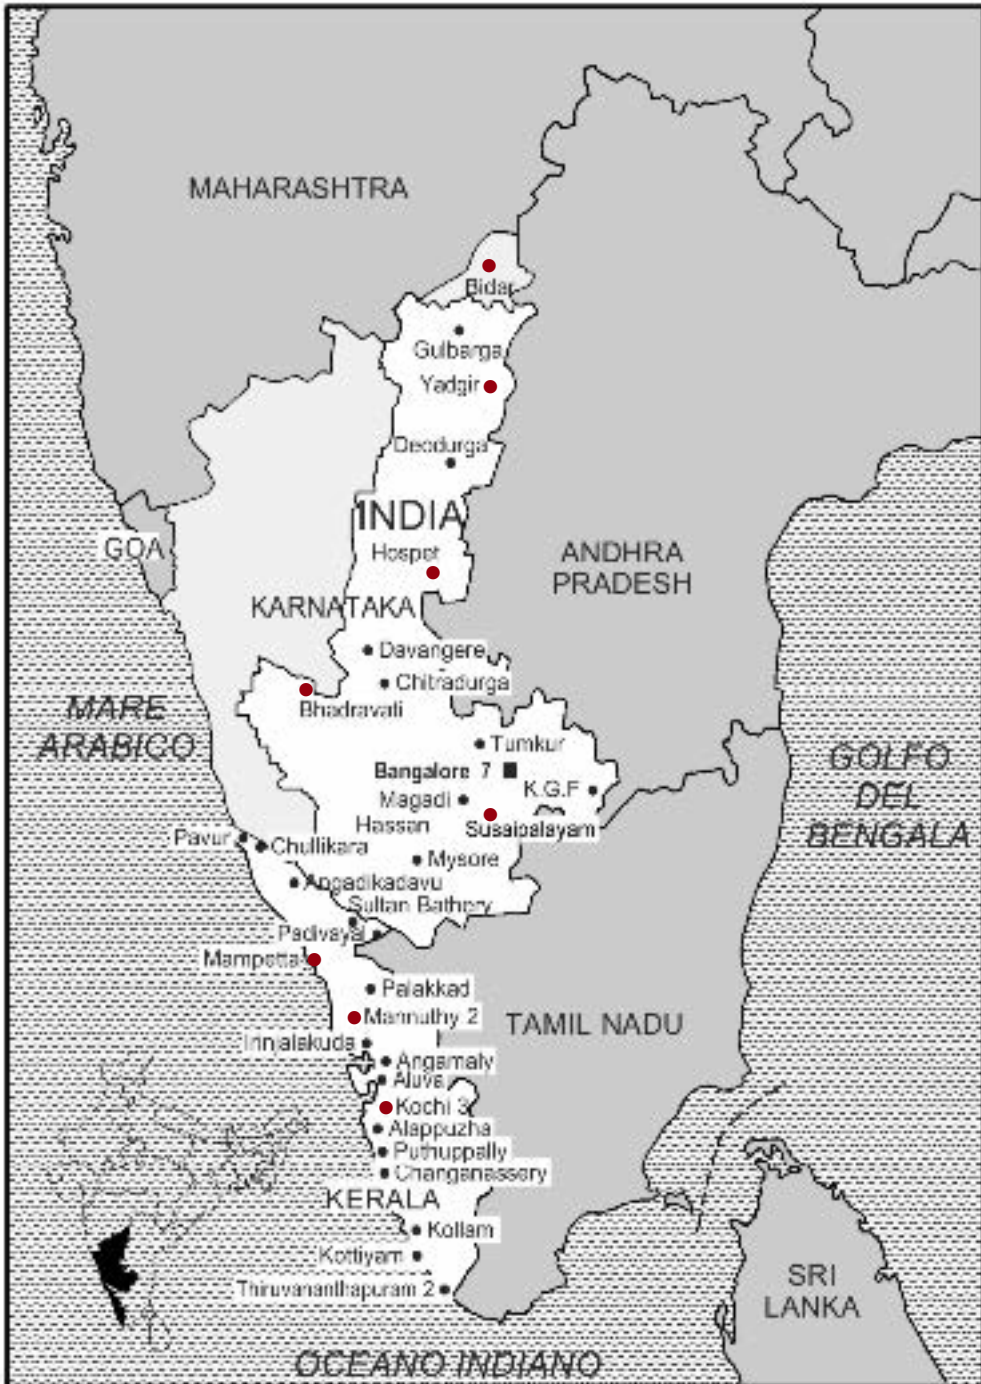 MAHARASHTRA
Bidar
Gulbarga
Yadgir
Deodurga
INDIA
GOA
Hospet
ANDHRA
PRADESH
KARNATAKA
Davangere
Chitradurga
Bhadravati
MARE
ARABICO
Tumkur
Bangalore 7
K.G.F
Magadi
Hassan
Susaipalayam
GOLFO
DEL
BENGALA
Pavur
Chullikara
Mysore
Angadikadavu
Sultan Bathery
Padivayal
Mampetta
Palakkad
Mannuthy 2
TAMIL NADU
Irinjalakuda
Angamaly
Aluva
Kochi 3
Alappuzha
Puthuppally
Changanassery
KERALA
Kollam
Kottiyam
Thiruvananthapuram 2
SRI
LANKA
OCEANO INDIANO